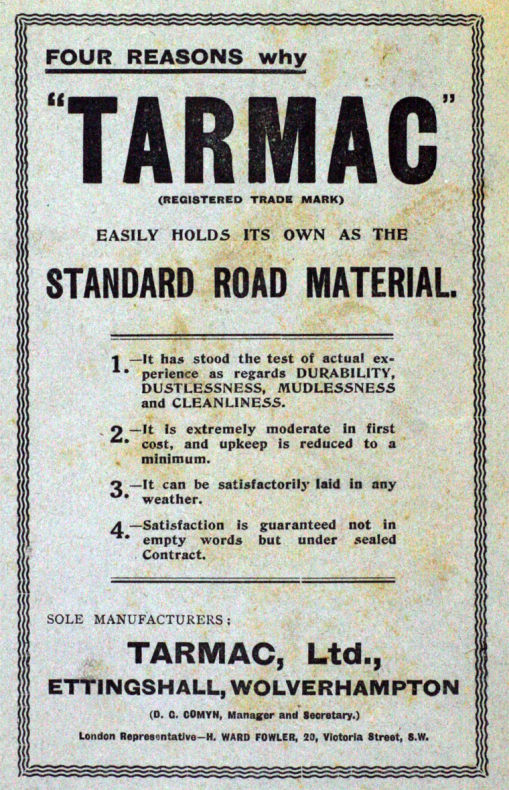 FOUR REASONS why
"TARMAC"
(REGISTERED TRADE MARK)
EASILY HOLDS ITS OWN AS THE
STANDARD ROAD MATERIAL.
1.—It has stood the test of actual ex-
perience as regards DURABILITY,
DUSTLESSNESS, MUDLESSNESS
and CLEANLINESS.
2.—It is extremely moderate in first
cost, and upkeep is reduced to a
minimum.
3.—It can be satisfactorily laid in any
weather.
4.—Satisfaction is guaranteed not in
empty words but under sealed
Contract.
SOLE MANUFACTURERS:
TARMAC, Ltd.,
ETTINGSHALL, WOLVERHAMPTON
(D. G. COMYN, Manager and Secretary.)
London Representative—H. WARD FOWLER, 20, Victoria Street, S.W.